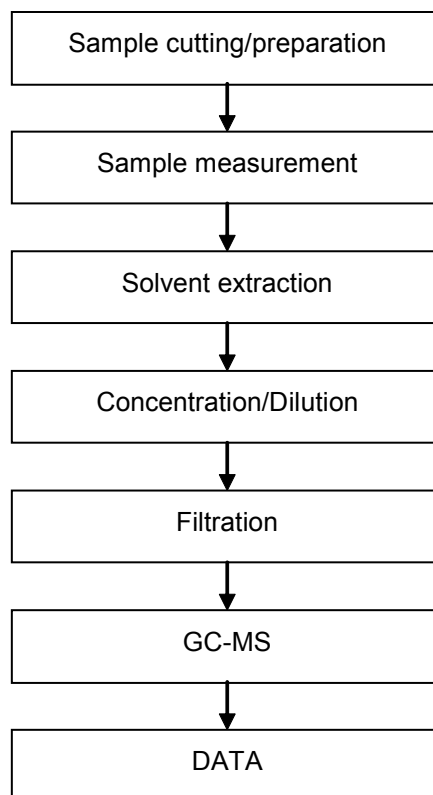 Sample cutting/preparation
Sample measurement
Solvent extraction
Concentration/Dilution
Filtration
GC-MS
DATA